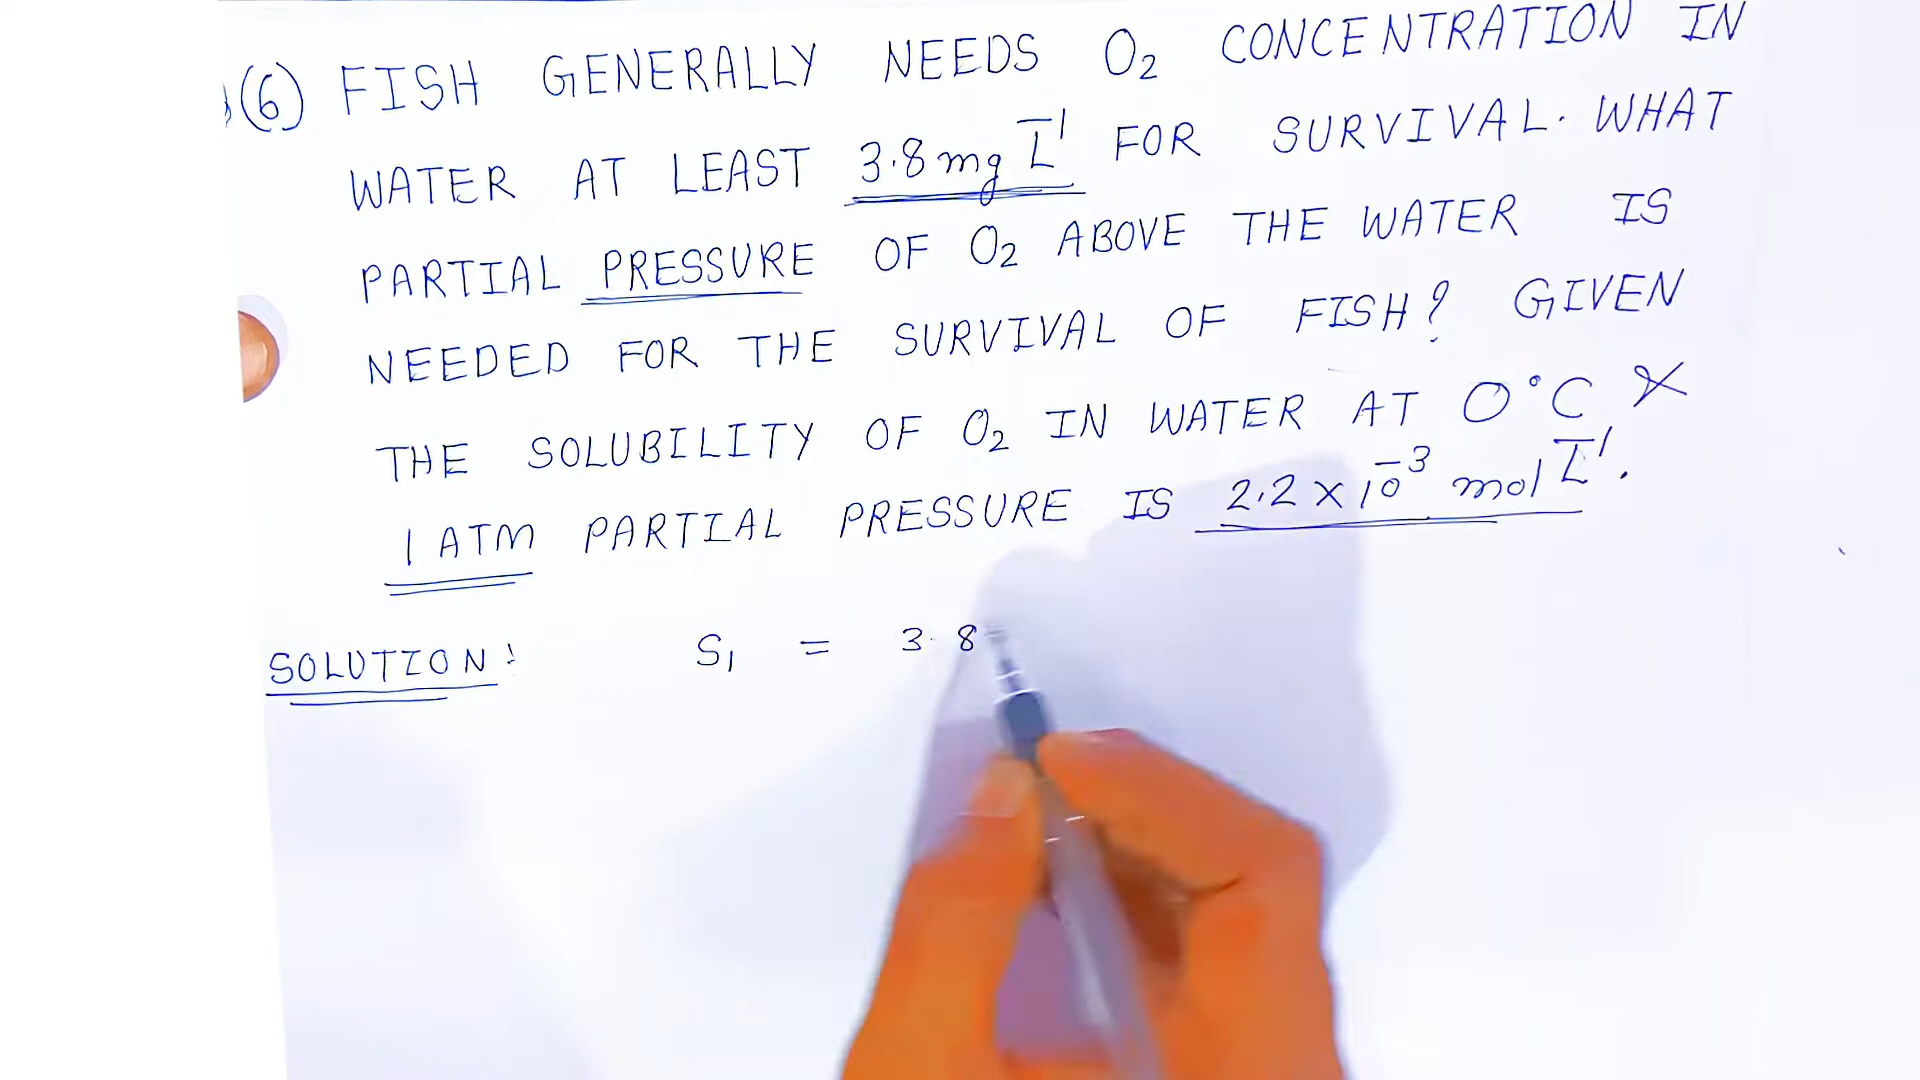 (6) FISH GENERALLY NEEDS O₂ CONCENTRATION IN
WATER AT LEAST 3.8 mg L⁻¹ FOR SURVIVAL. WHAT
PARTIAL PRESSURE OF O₂ ABOVE THE WATER IS
NEEDED FOR THE SURVIVAL OF FISH? GIVEN
THE SOLUBILITY OF O₂ IN WATER AT 0°C &
1 ATM PARTIAL PRESSURE IS 2.2 × 10⁻³ mol L⁻¹.
SOLUTION: S₁ = 3.8